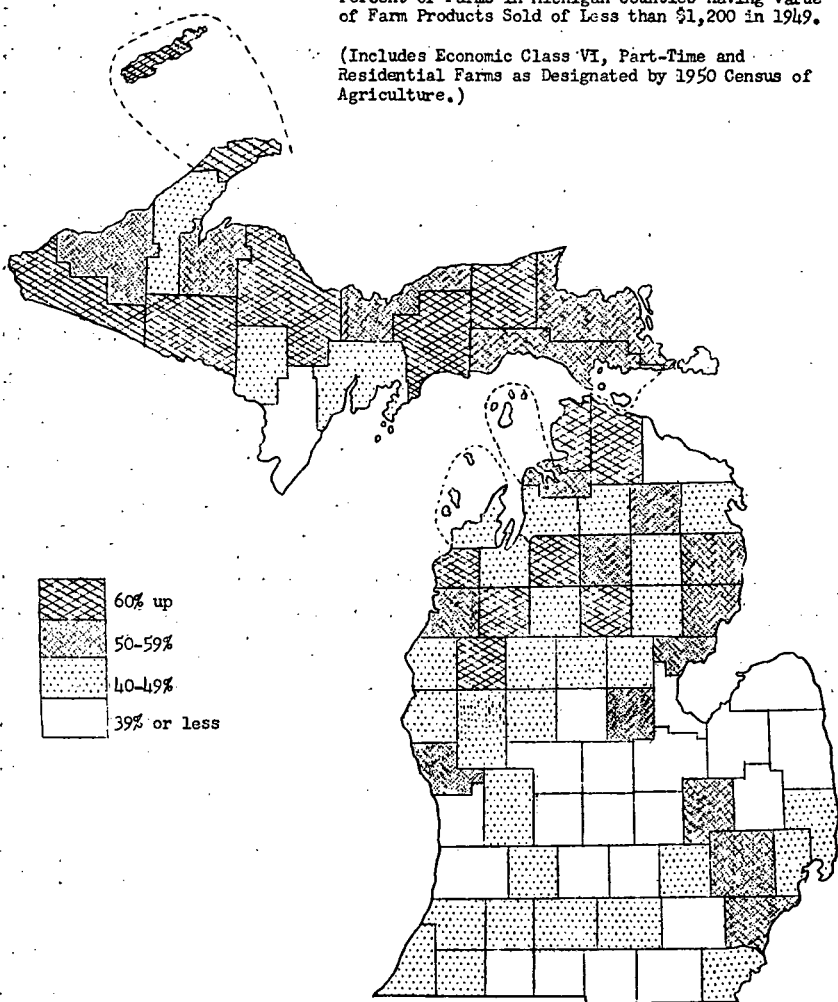 of Farm Products Sold of Less than $1,200 in 1949.
(Includes Economic Class VI, Part-Time and
Residential Farms as Designated by 1950 Census of
Agriculture.)
60% up
50-59%
40-49%
39% or less